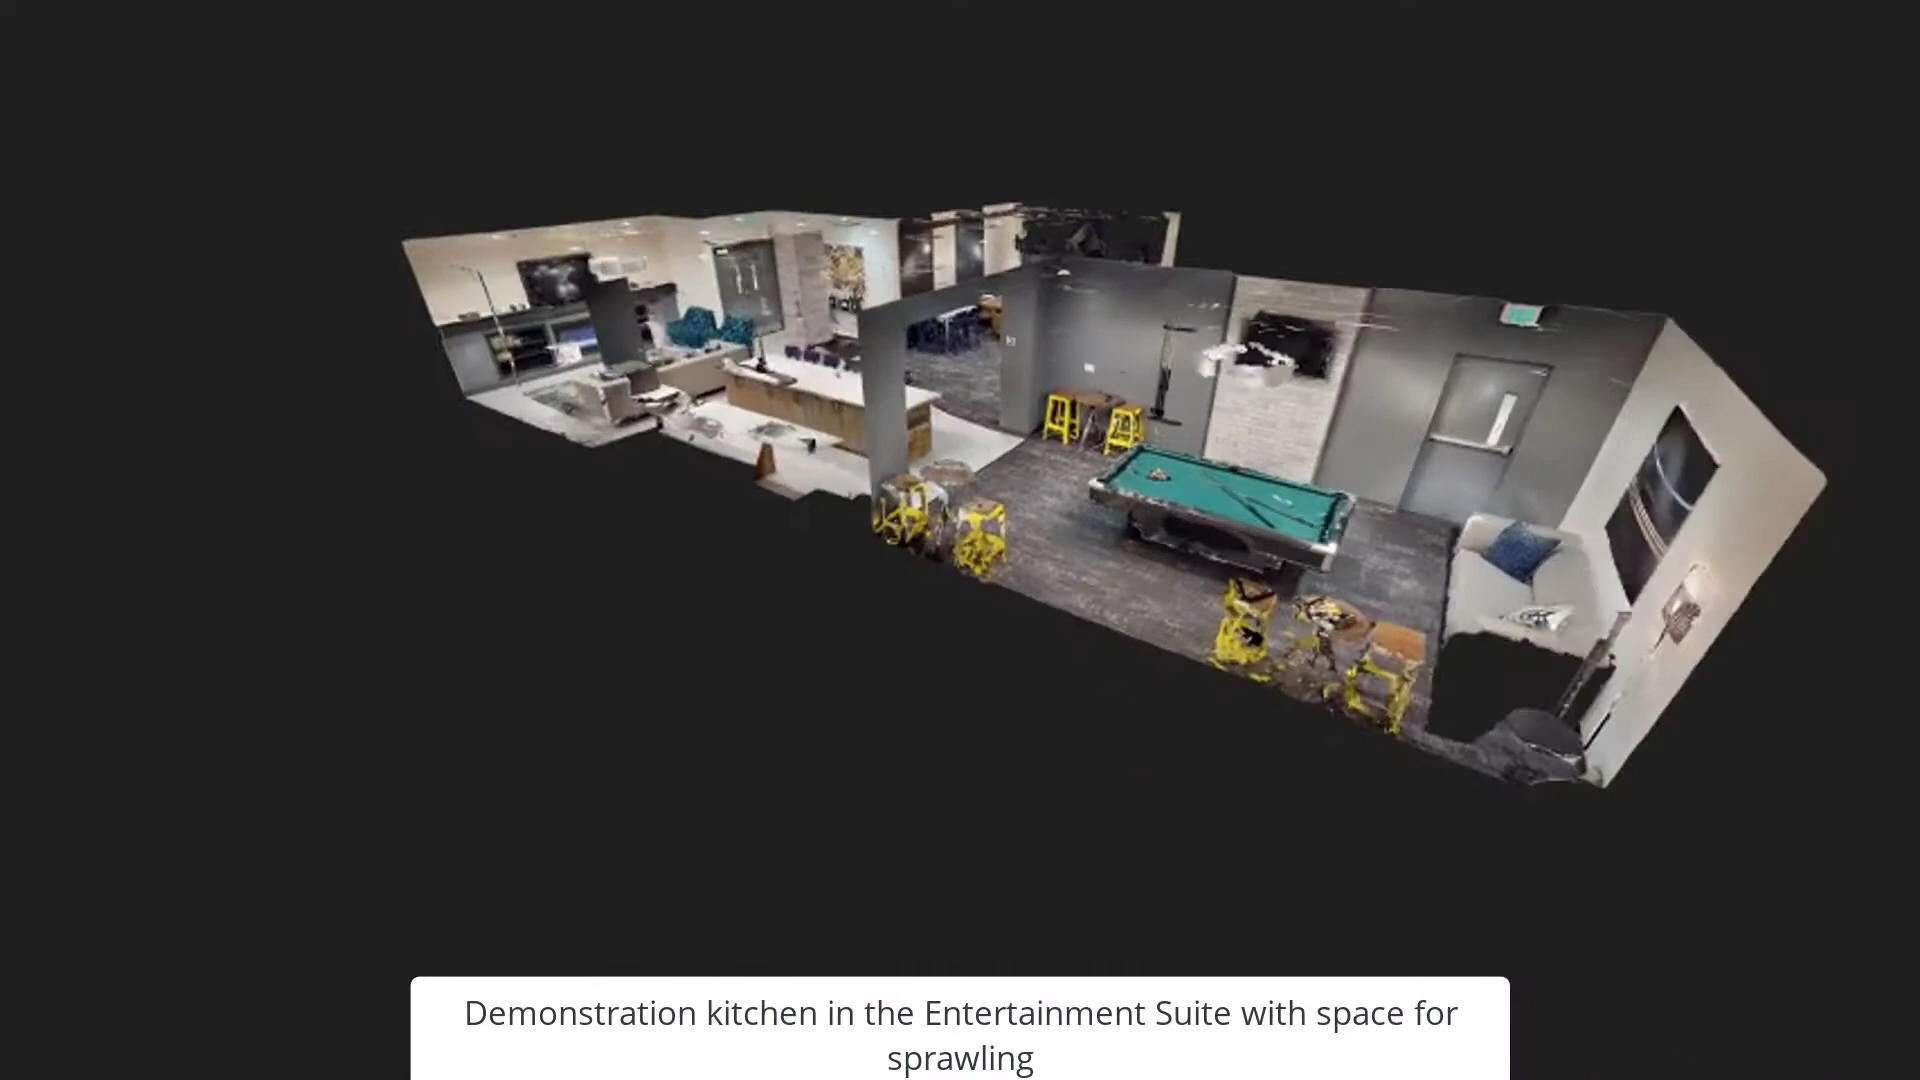 Demonstration kitchen in the Entertainment Suite with space for
sprawling